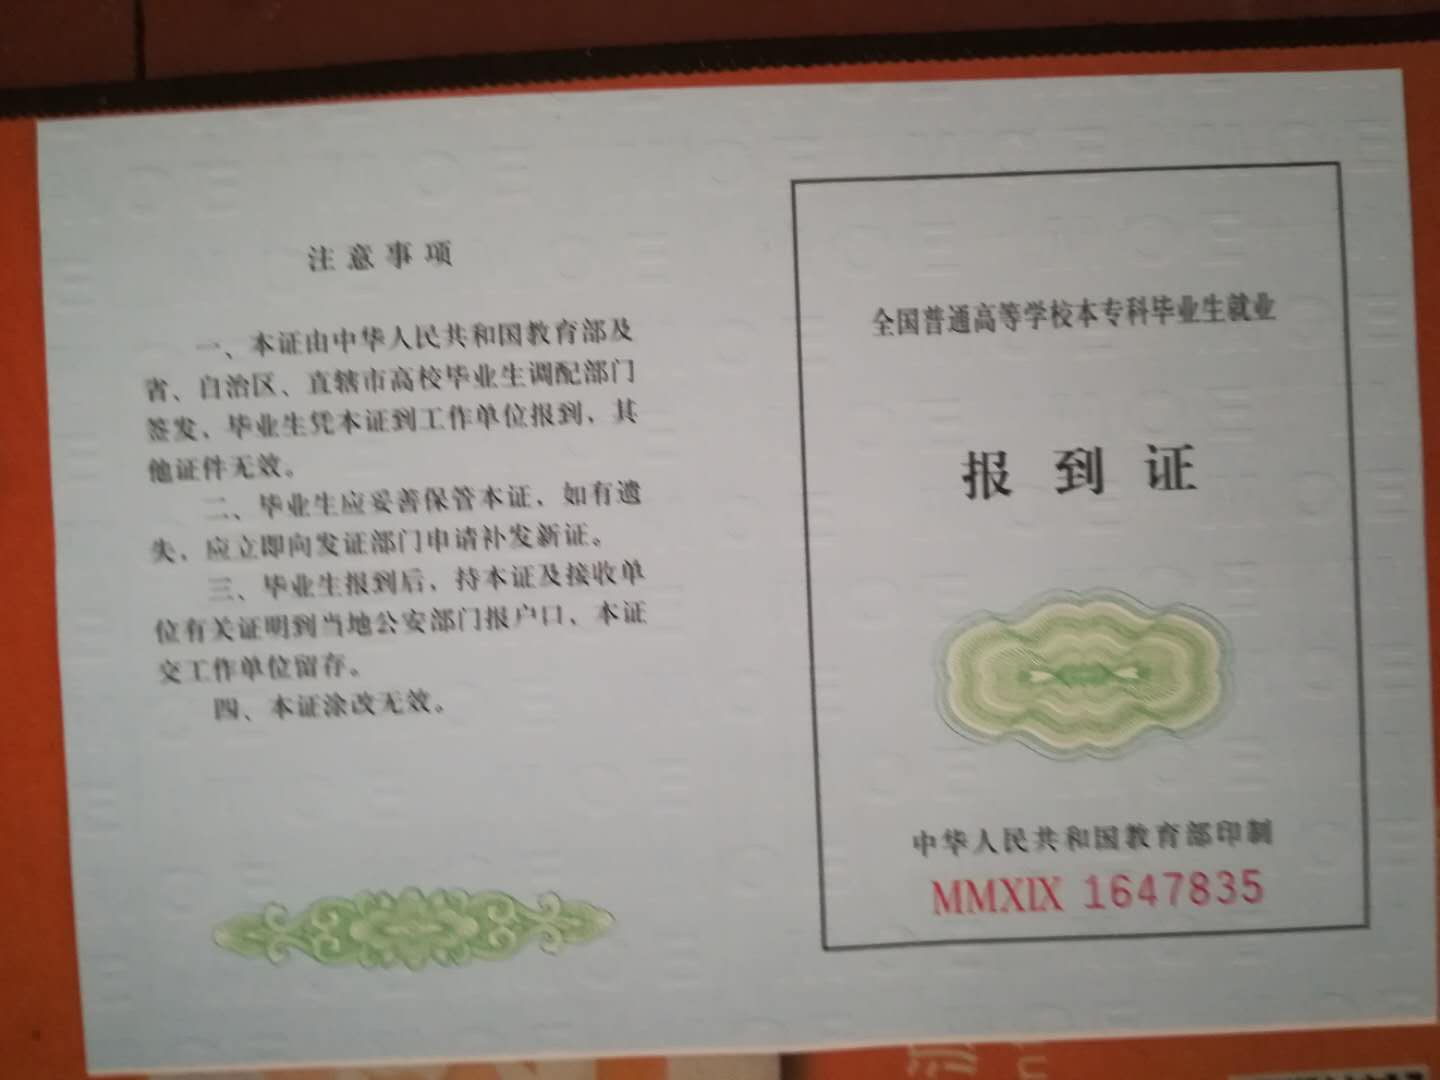 注意事项
一、本证由中华人民共和国教育部及
省、自治区、直辖市高校毕业生调配部门
签发、毕业生凭本证到工作单位报到、其
他证件无效。
二、毕业生应妥善保管本证、如有遗
失、应立即向发证部门申请补发新证。
三、毕业生报到后，持本证及接收单
位有关证明到当地公安部门报户口、本证
交工作单位留存。
四、本证涂改无效。
全国普通高等学校本专科毕业生就业
报到证
中华人民共和国教育部印制
MMXIX 1647835